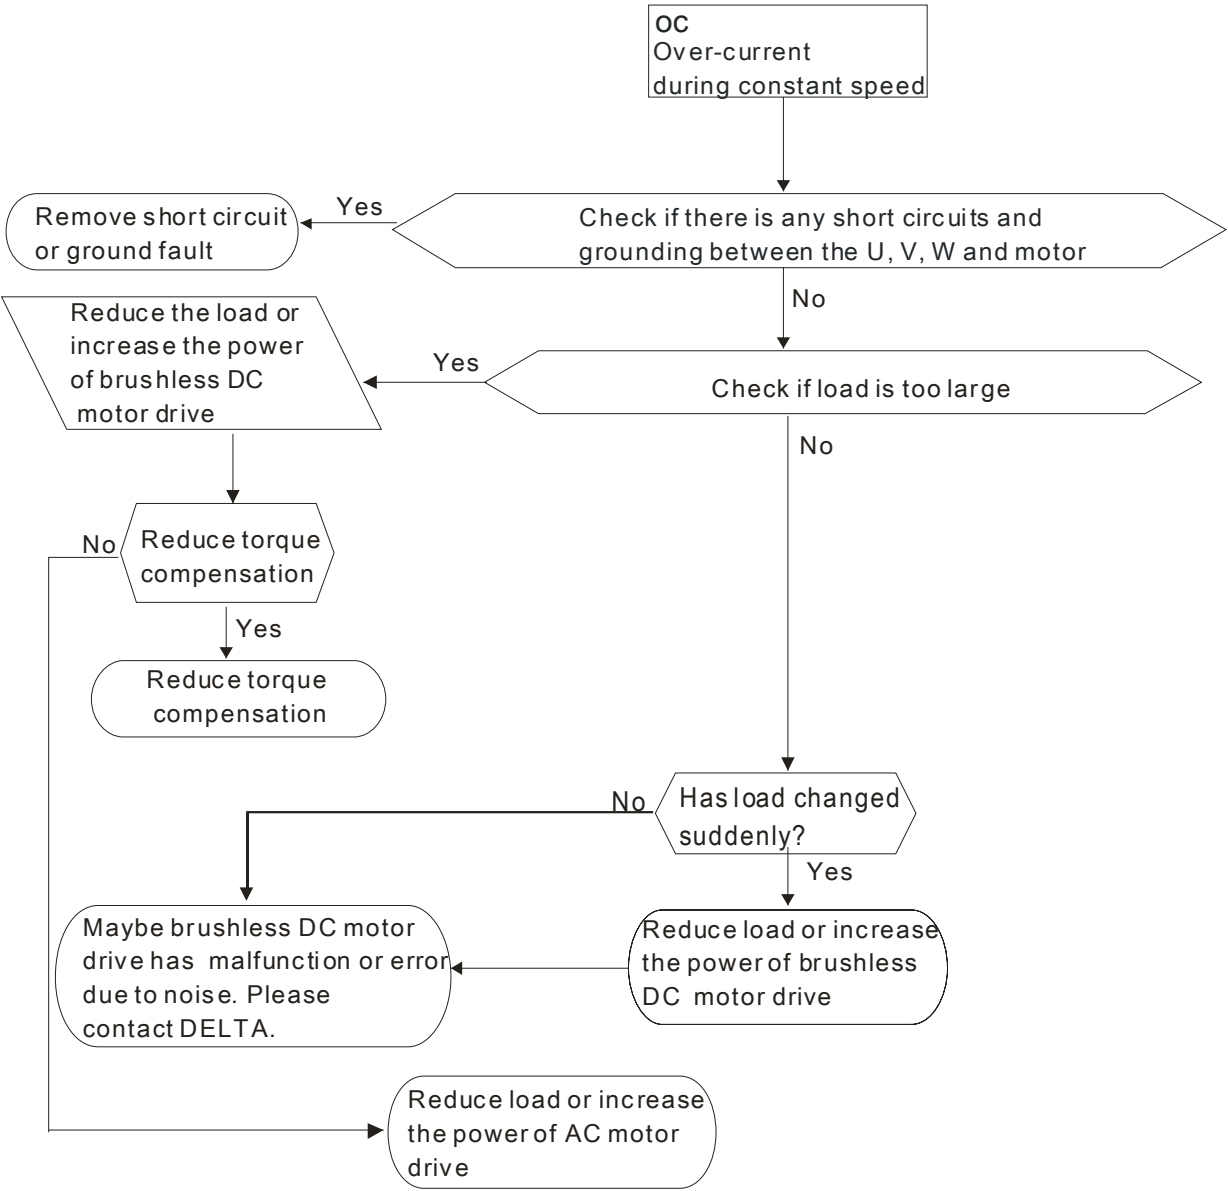 OC
Over-current
during constant speed
Yes
Remove short circuit
or ground fault
Check if there is any short circuits and
grounding between the U, V, W and motor
No
Reduce the load or
increase the power
of brushless DC
motor drive
Yes
Check if load is too large
No
No
Reduce torque
compensation
Yes
Reduce torque
compensation
No
Has load changed
suddenly?
Yes
Maybe brushless DC motor
drive has malfunction or error
due to noise. Please
contact DELTA.
Reduce load or increase
the power of brushless
DC motor drive
Reduce load or increase
the power of AC motor
drive